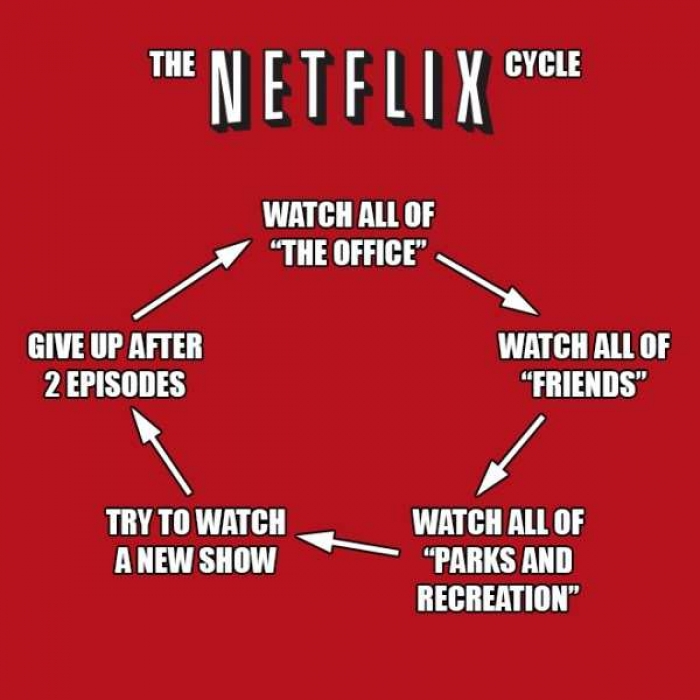 THE NETFLIX CYCLE
WATCH ALL OF
“THE OFFICE”
WATCH ALL OF
“FRIENDS”
WATCH ALL OF
“PARKS AND
RECREATION”
TRY TO WATCH
A NEW SHOW
GIVE UP AFTER
2 EPISODES